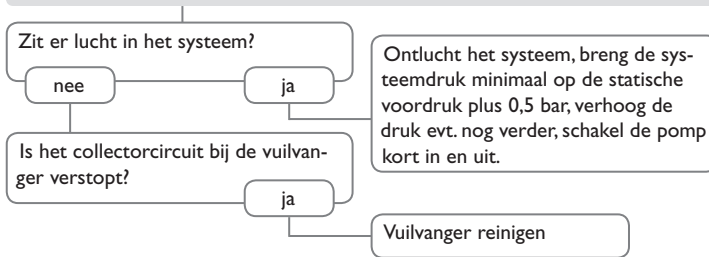 Zit er lucht in het systeem?
nee
ja
Ontlucht het systeem, breng de sys-
teemdruk minimaal op de statische
voordruk plus 0,5 bar, verhoog de
druk evt. nog verder, schakel de pomp
kort in en uit.
Is het collectorcircuit bij de vuilvan-
ger verstopt?
ja
Vuilvanger reinigen